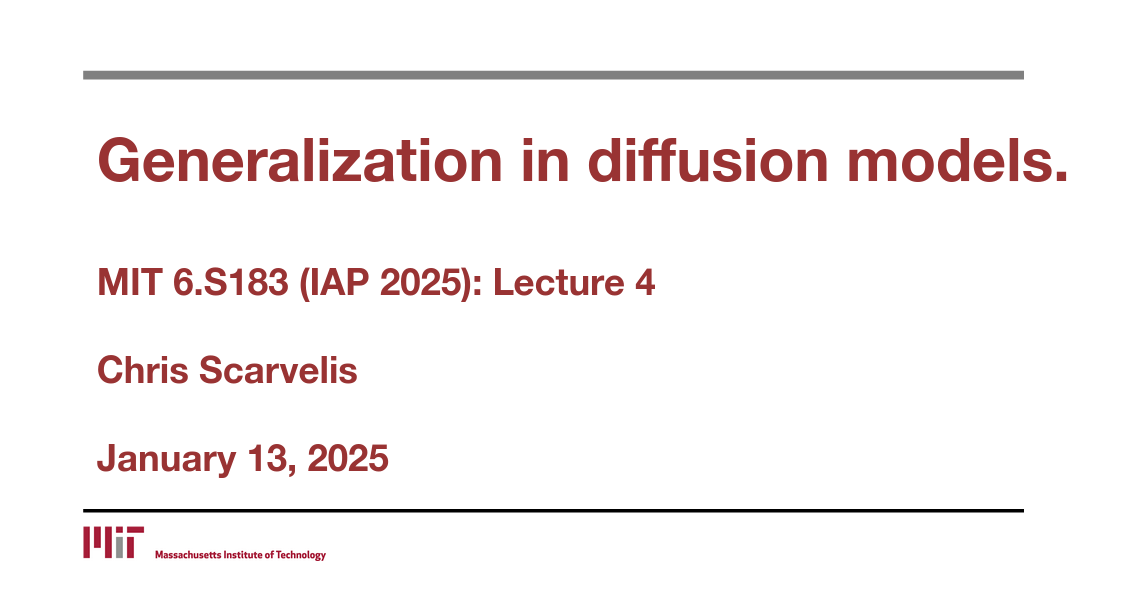 Generalization in diffusion models.
MIT 6.S183 (IAP 2025): Lecture 4
Chris Scarvelis
January 13, 2025
MIT
Massachusetts Institute of Technology